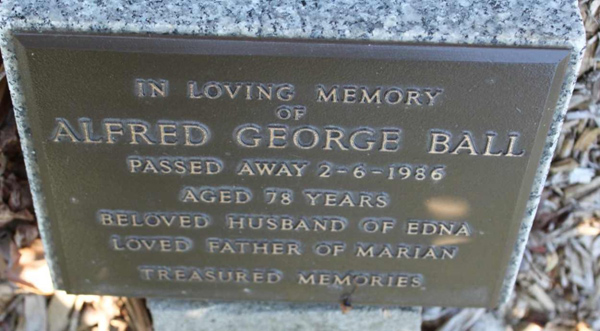 IN LOVING MEMORY
OF
ALFRED GEORGE BALL
PASSED AWAY 2-6-1986
AGED 78 YEARS
BELOVED HUSBAND OF EDNA
LOVED FATHER OF MARIAN
TREASURED MEMORIES